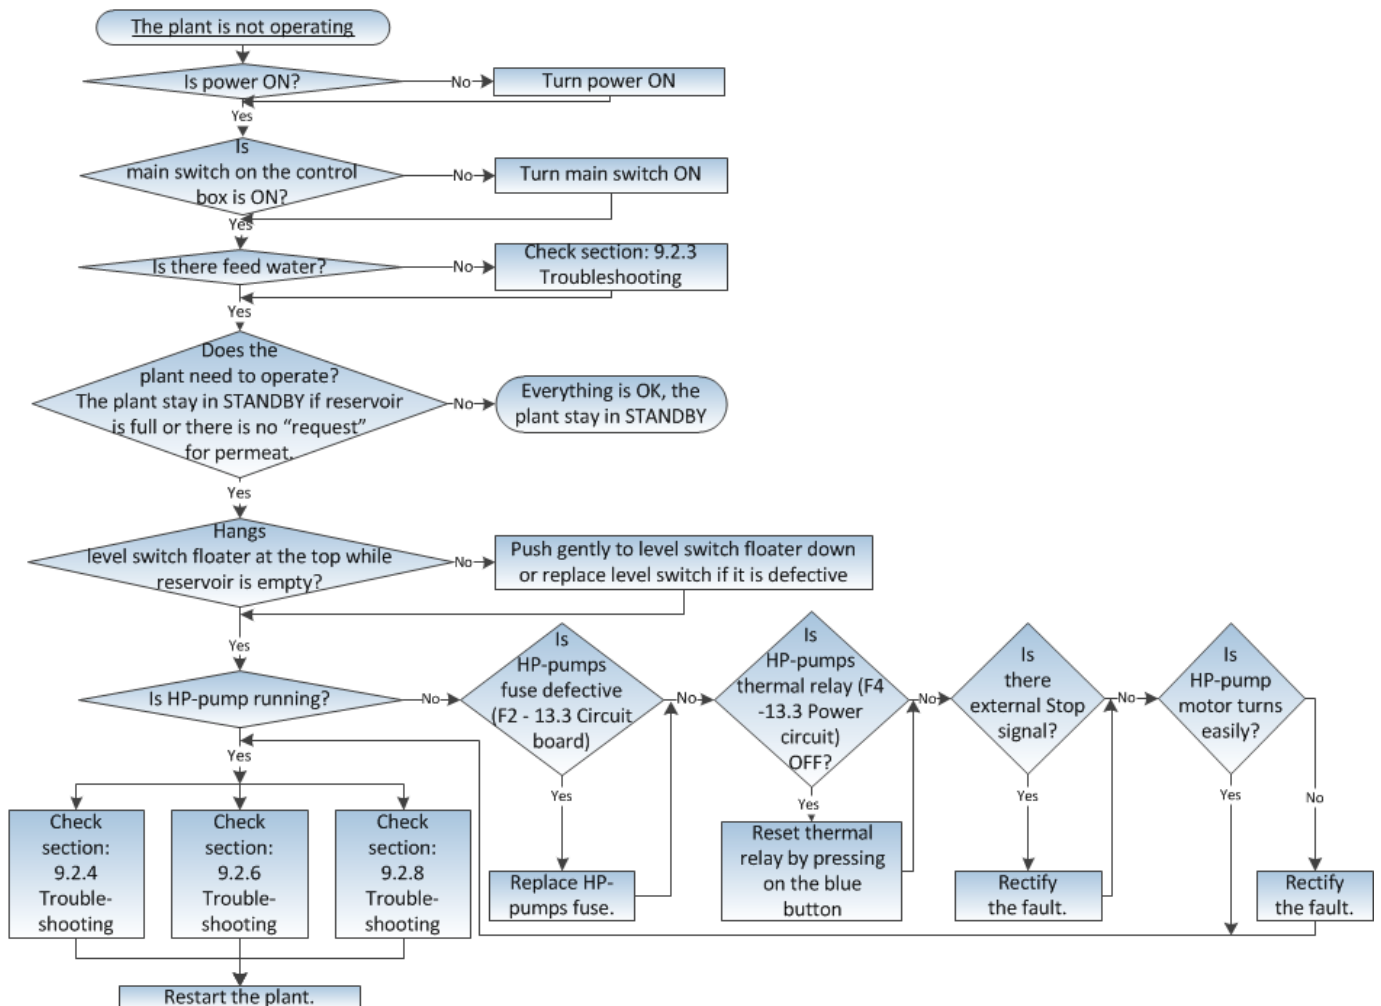 The plant is not operating
Is power ON?
No
Turn power ON
Yes
Is
main switch on the control
box is ON?
No
Turn main switch ON
Yes
Is there feed water?
No
Check section: 9.2.3
Troubleshooting
Yes
Does the
plant need to operate?
The plant stay in STANDBY if reservoir
is full or there is no “request”
for permeat.
No
Everything is OK, the
plant stay in STANDBY
Yes
Hangs
level switch floater at the top while
reservoir is empty?
No
Push gently to level switch floater down
or replace level switch if it is defective
Yes
Is HP-pump running?
No
Is
HP-pumps
fuse defective
(F2 - 13.3 Circuit
board)
No
Yes
Replace HP-
pumps fuse.
Is
HP-pumps
thermal relay (F4
-13.3 Power
circuit)
OFF?
No
Yes
Reset thermal
relay by pressing
on the blue
button
Is
there
external Stop
signal?
No
Yes
Rectify
the fault.
Is
HP-pump
motor turns
easily?
Yes
No
Rectify
the fault.
Yes
Check
section:
9.2.4
Trouble-
shooting
Check
section:
9.2.6
Trouble-
shooting
Check
section:
9.2.8
Trouble-
shooting
Restart the plant.